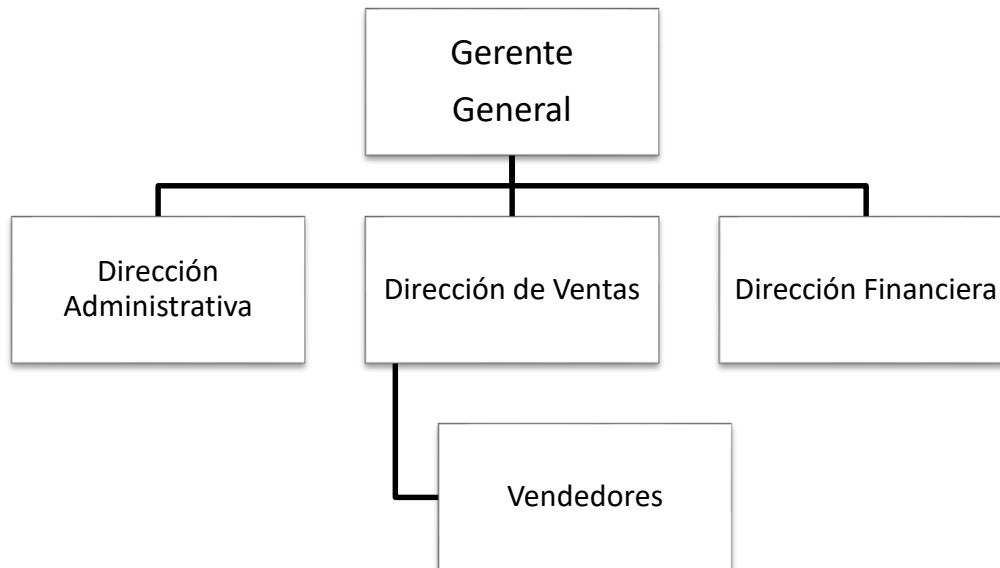 Gerente
General
Dirección
Administrativa
Dirección de Ventas
Dirección Financiera
Vendedores